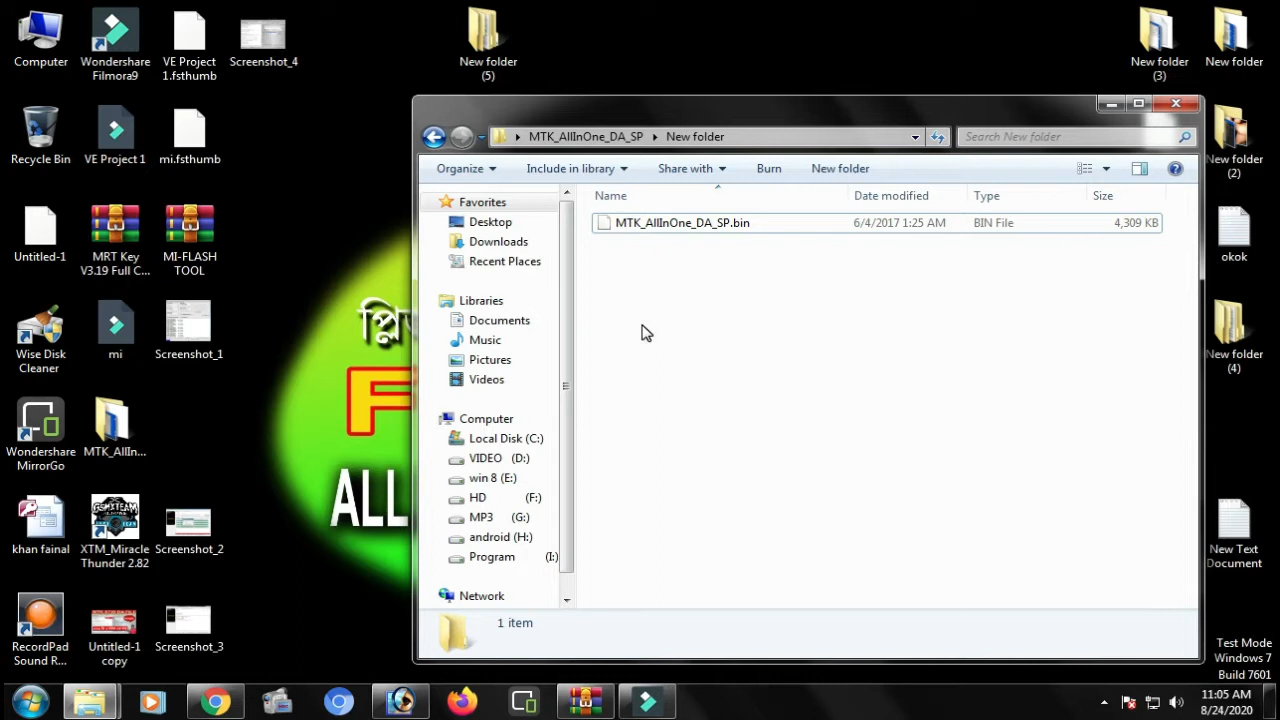 Computer
Wondershare
Filmora9
VE Project
1.fsthumb
Screenshot_4
New folder
(5)
New folder
(3)
New folder
Recycle Bin
VE Project 1
mi.fsthumb
New folder
(2)
Untitled-1
MRT Key
V3.19 Full C...
MI-FLASH
TOOL
okok
Wise Disk
Cleaner
mi
Screenshot_1
New folder
(4)
Wondershare
MirrorGo
MTK_AllIn...
khan fainal
XTM_Miracle
Thunder 2.82
Screenshot_2
New Text
Document
RecordPad
Sound R...
Untitled-1
copy
Screenshot_3
F
ALL
MTK_AllInOne_DA_SP
New folder
Search New folder
Organize
Include in library
Share with
Burn
New folder
Name
Date modified
Type
Size
MTK_AllInOne_DA_SP.bin
6/4/2017 1:25 AM
BIN File
4,309 KB
Favorites
Desktop
Downloads
Recent Places
Libraries
Documents
Music
Pictures
Videos
Computer
Local Disk (C:)
VIDEO (D:)
win 8 (E:)
HD (F:)
MP3 (G:)
android (H:)
Program (I:)
Network
1 item
Test Mode
Windows 7
Build 7601
11:05 AM
8/24/2020